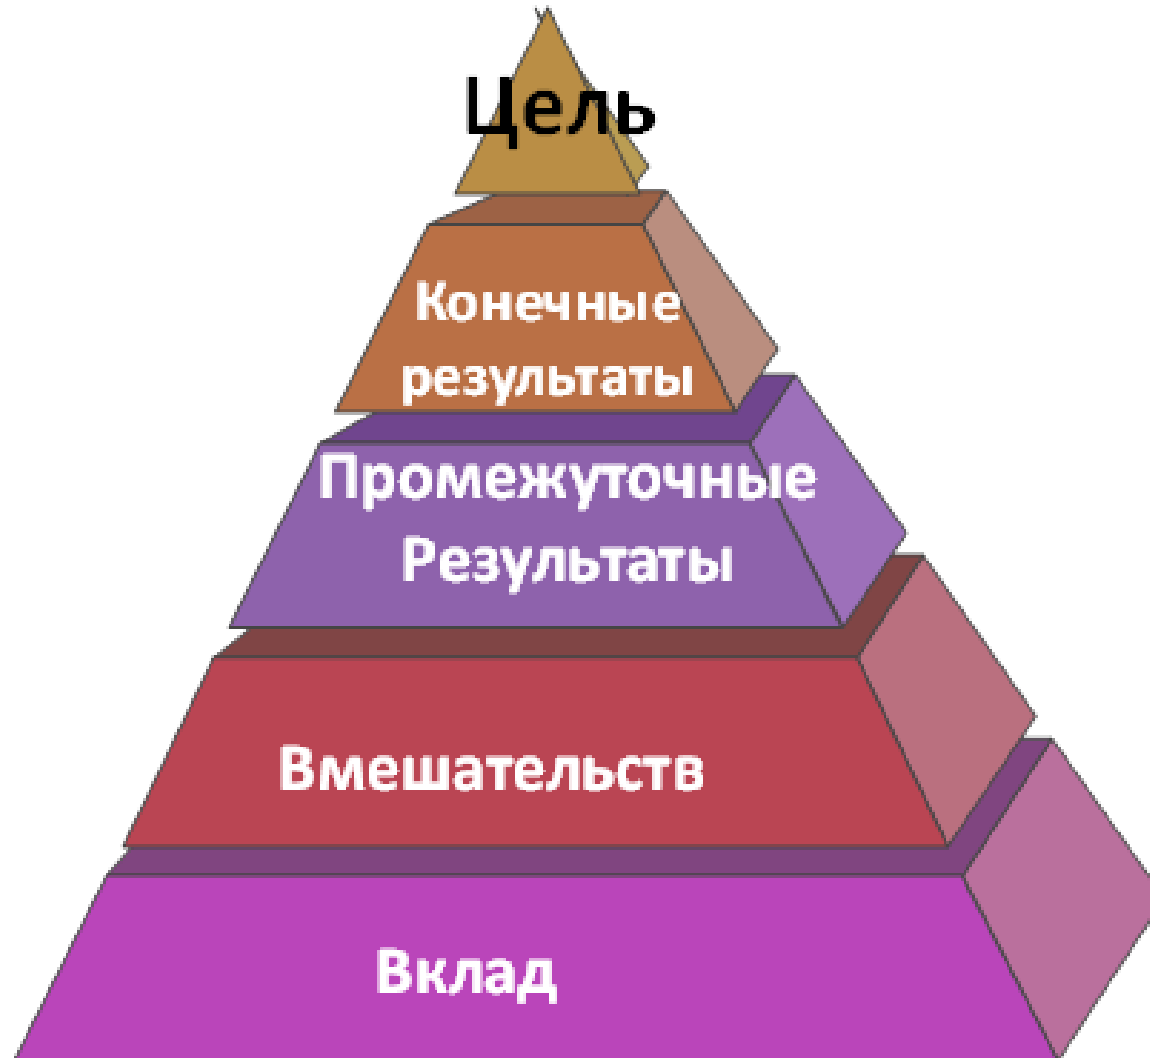 Цель
Конечные
результаты
Промежуточные
Результаты
Вмешательств
Вклад